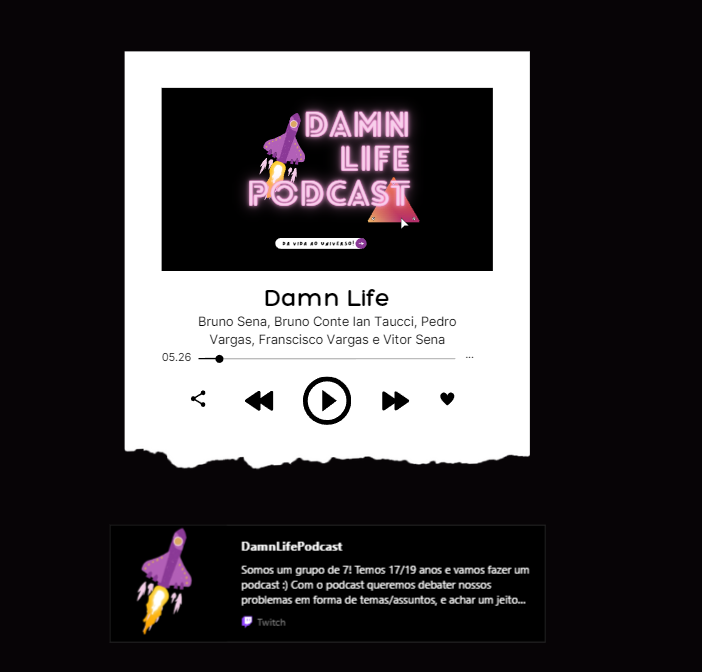 DAMN
LIFE
PODCAST
DA VIDA AO UNIVERSO!
Damn Life
Bruno Sena, Bruno Conte Ian Taucci, Pedro
Vargas, Franscisco Vargas e Vitor Sena
05.26
...
DamnLifePodcast
Somos um grupo de 7! Temos 17/19 anos e vamos fazer um
podcast :) Com o podcast queremos debater nossos
problemas em forma de temas/assuntos, e achar um jeito...
Twitch